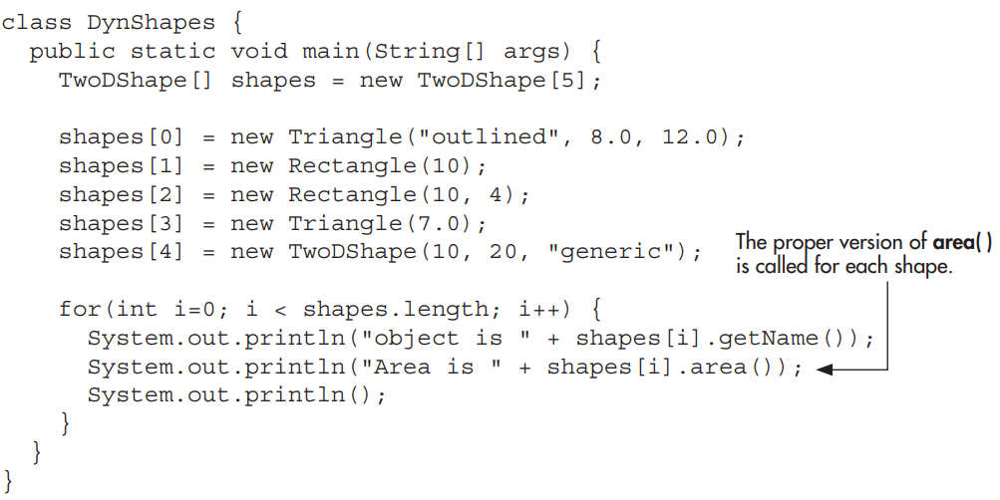 class DynShapes {
  public static void main(String[] args) {
    TwoDShape[] shapes = new TwoDShape[5];

    shapes[0] = new Triangle("outlined", 8.0, 12.0);
    shapes[1] = new Rectangle(10);
    shapes[2] = new Rectangle(10, 4);
    shapes[3] = new Triangle(7.0);
    shapes[4] = new TwoDShape(10, 20, "generic");
The proper version of area( )
is called for each shape.

    for(int i=0; i < shapes.length; i++) {
      System.out.println("object is " + shapes[i].getName());
      System.out.println("Area is " + shapes[i].area());
      System.out.println();
    }
  }
}